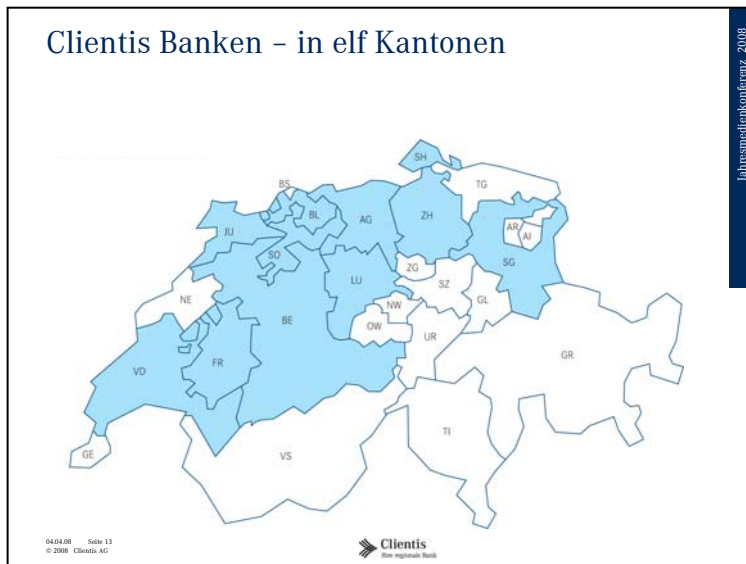 Clientis Banken – in elf Kantonen
Jahresmedienkonferenz 2008
SH
TG
BS
BL
AG
ZH
AR
AI
JU
SO
SG
ZG
LU
SZ
NE
NW
GL
BE
OW
UR
GR
FR
VD
TI
GE
VS
04.04.08 Seite 13
© 2008 Clientis AG
Clientis
Ihre regionale Bank